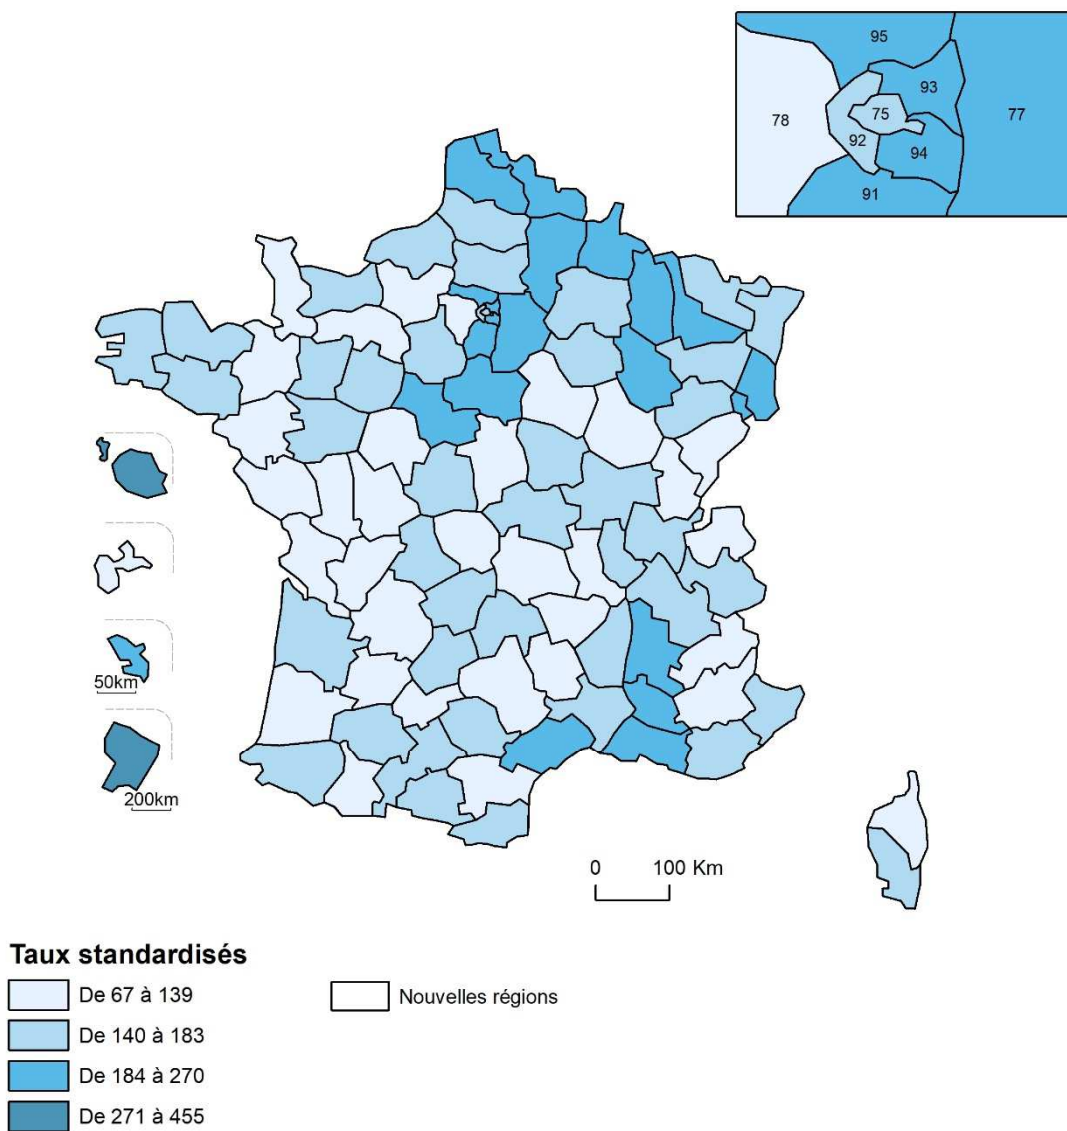 95
93
78
75
77
92
94
91
50km
200km
0 100 Km
Taux standardisés
De 67 à 139
Nouvelles régions
De 140 à 183
De 184 à 270
De 271 à 455